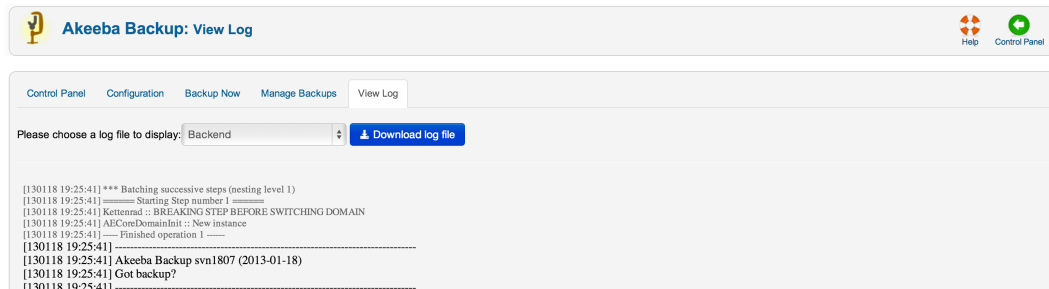 Akeeba Backup: View Log
Help
Control Panel
Control Panel
Configuration
Backup Now
Manage Backups
View Log
Please choose a log file to display:
Backend
Download log file
[130118 19:25:41] *** Batching successive steps (nesting level 1)
[130118 19:25:41] ====== Starting Step number 1 ======
[130118 19:25:41] Kettenrad :: BREAKING STEP BEFORE SWITCHING DOMAIN
[130118 19:25:41] AECoreDomainInit :: New instance
[130118 19:25:41] ----- Finished operation 1 ------
[130118 19:25:41] --------------------------------------------------------------------------------
[130118 19:25:41] Akeeba Backup svn1807 (2013-01-18)
[130118 19:25:41] Got backup?
[130118 19:25:41] --------------------------------------------------------------------------------